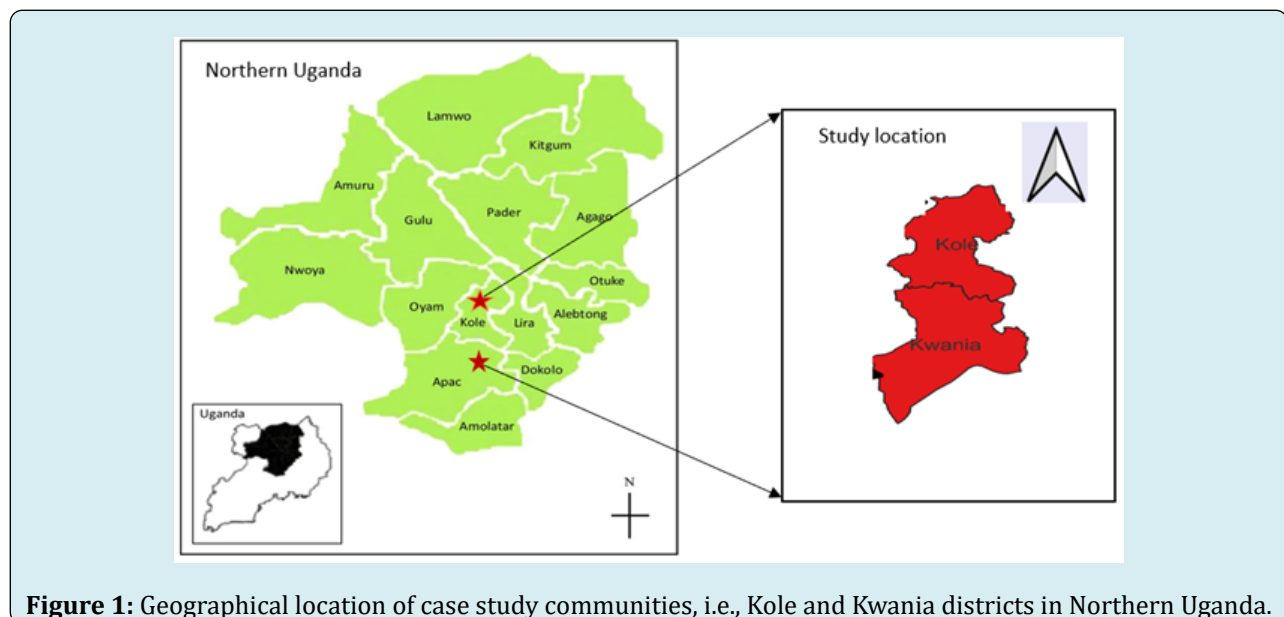 Northern Uganda
Lamwo
Kitgum
Amuru
Gulu
Pader
Agago
Nwoya
Otuke
Oyam
Kole
Lira
Alebtong
Apac
Dokolo
Amolatar
Uganda
N
Study location
Kole
Kwania
Figure 1: Geographical location of case study communities, i.e., Kole and Kwania districts in Northern Uganda.